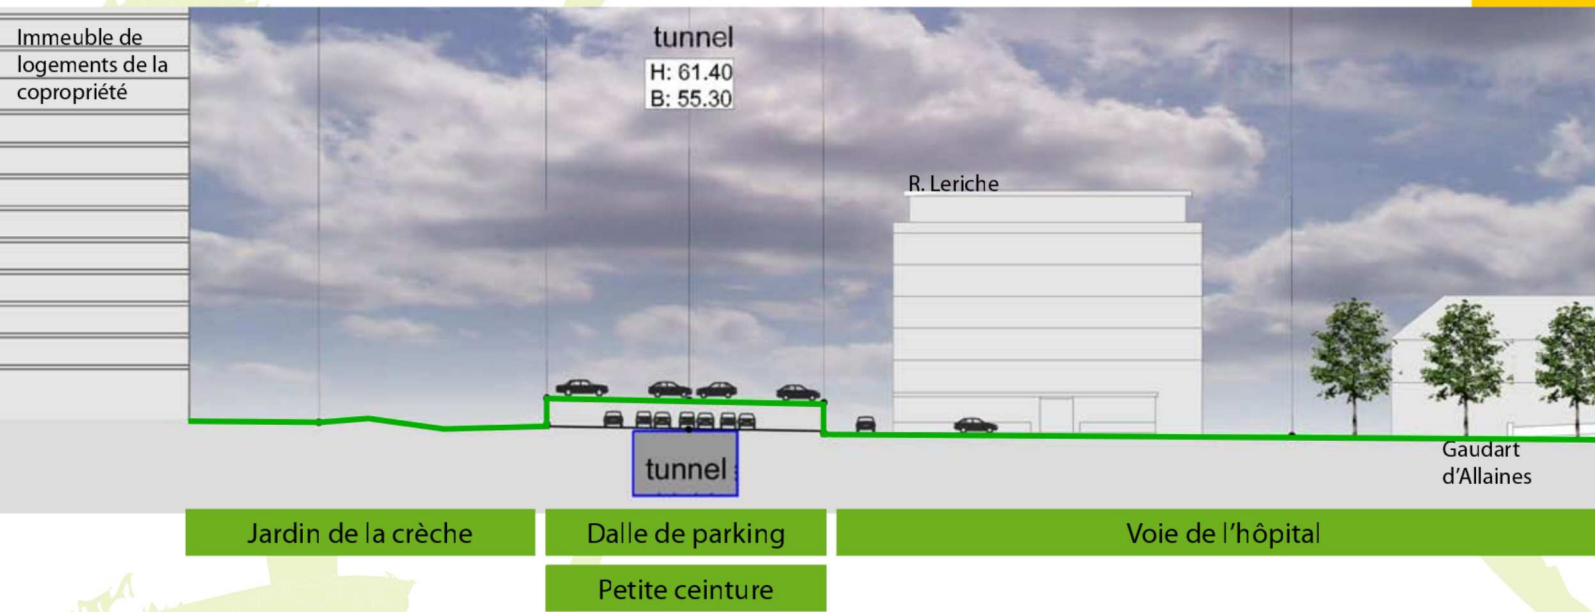 Immeuble de
logements de la
copropriété
tunnel
H: 61.40
B: 55.30
R. Leriche
tunnel
Gaudart
d'Allaines
Jardin de la crèche
Dalle de parking
Voie de l'hôpital
Petite ceinture